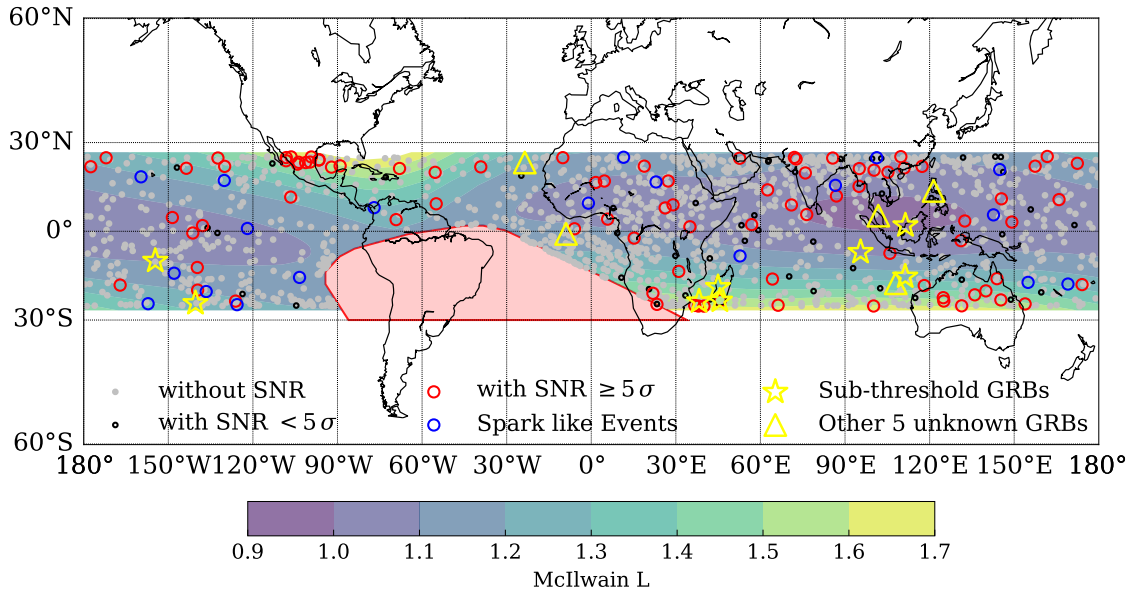 60°N
30°N
0°
30°S
60°S
without SNR
with SNR < 5 σ
with SNR ≥ 5 σ
Spark like Events
Sub-threshold GRBs
Other 5 unknown GRBs
180° 150°W 120°W 90°W 60°W 30°W 0° 30°E 60°E 90°E 120°E 150°E 180°
0.9 1.0 1.1 1.2 1.3 1.4 1.5 1.6 1.7
McIlwain L